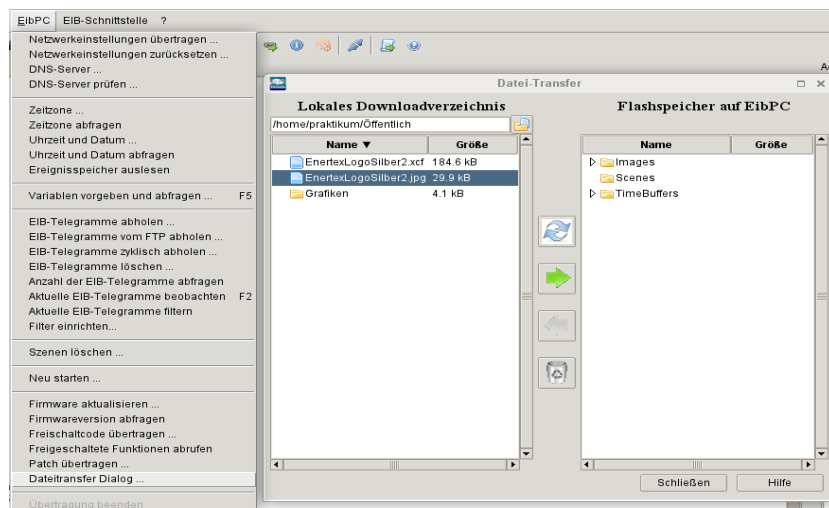 EibPC EIB-Schnittstelle ?
Netzwerkeinstellungen übertragen ...
Netzwerkeinstellungen zurücksetzen ...
DNS-Server ...
DNS-Server prüfen ...
Zeitzone ...
Zeitzone abfragen
Uhrzeit und Datum ...
Uhrzeit und Datum abfragen
Ereignisspeicher auslesen
Variablen vorgeben und abfragen ... F5
EIB-Telegramme abholen ...
EIB-Telegramme vom FTP abholen ...
EIB-Telegramme zyklisch abholen ...
EIB-Telegramme löschen ...
Anzahl der EIB-Telegramme abfragen
Aktuelle EIB-Telegramme beobachten F2
Aktuelle EIB-Telegramme filtern
Filter einrichten...
Szenen löschen ...
Neu starten ...
Firmware aktualisieren ...
Firmwareversion abfragen
Freischaltcode übertragen ...
Freigeschaltete Funktionen abrufen
Patch übertragen ...
Dateitransfer Dialog ...
Übertragung beenden
Datei-Transfer
Lokales Downloadverzeichnis
/home/praktikum/Öffentlich
Name ▼ Größe
EnertexLogoSilber2.xcf 184.6 kB
EnertexLogoSilber2.jpg 29.9 kB
Grafiken 4.1 kB
Flashspeicher auf EibPC
Name Größe
Images
Scenes
TimeBuffers
Schließen Hilfe